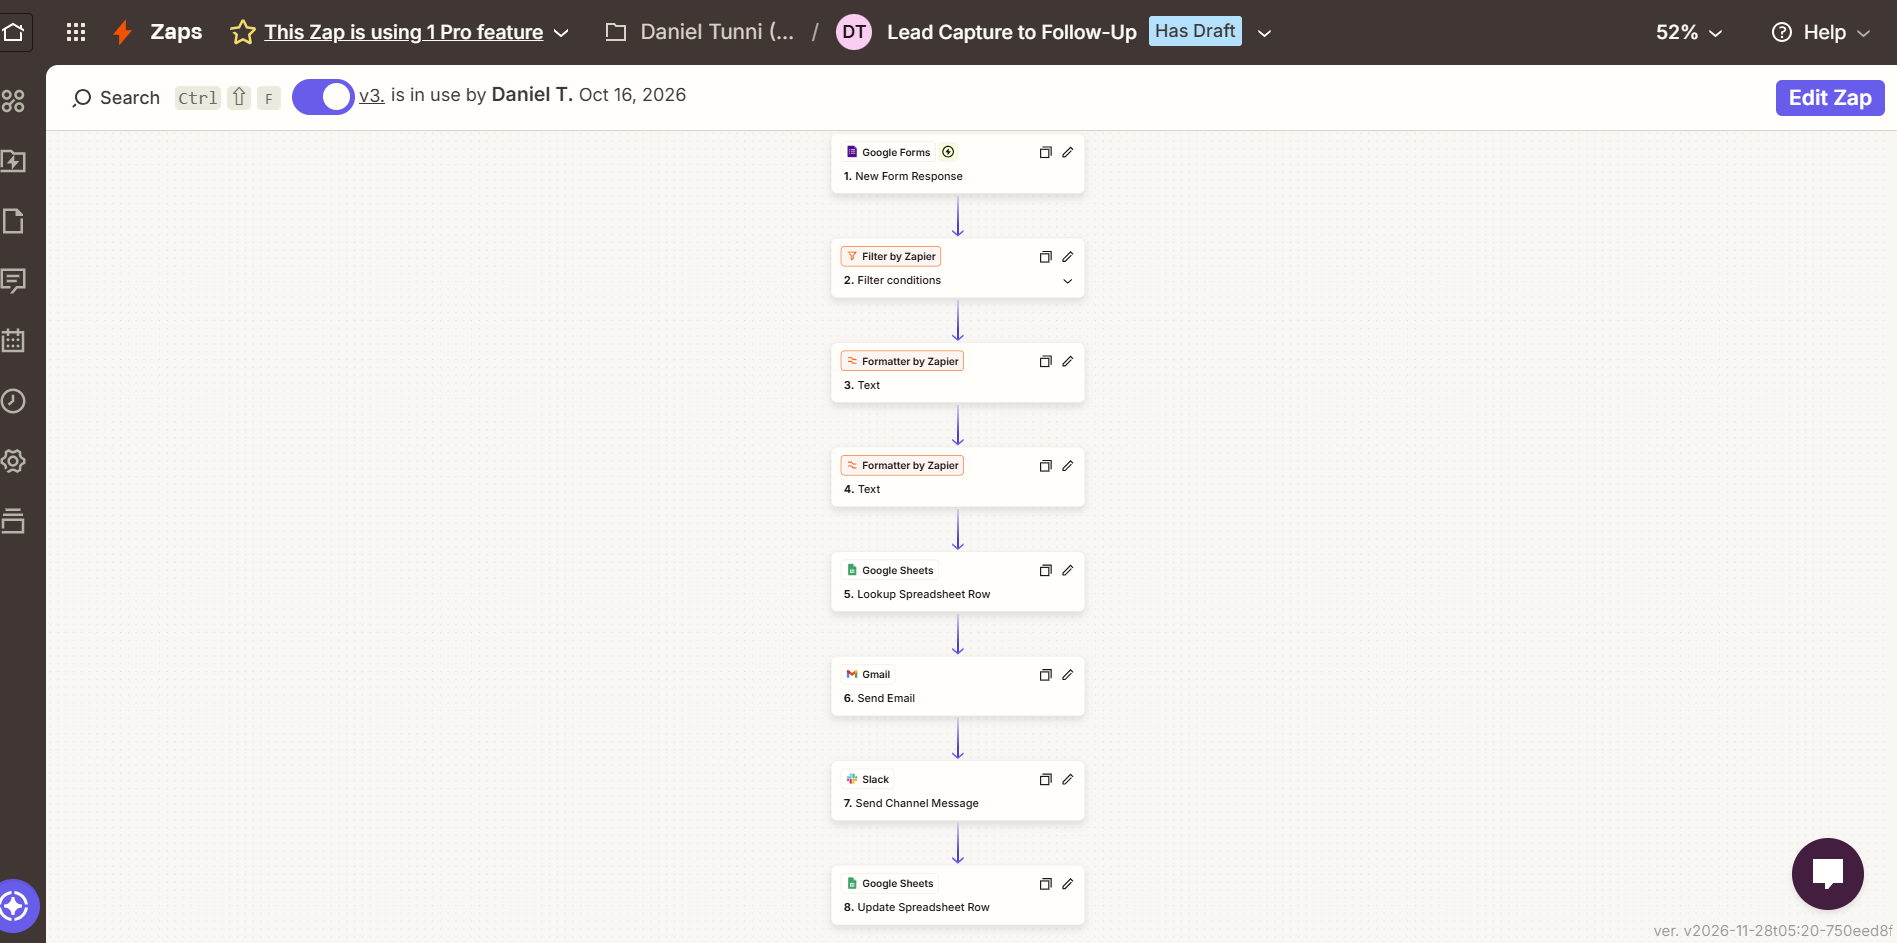 Zaps
This Zap is using 1 Pro feature
Daniel Tunni (... / DT Lead Capture to Follow-Up Has Draft
52%
Help
Search Ctrl ⇧ F
v3. is in use by Daniel T. Oct 16, 2026
Edit Zap
Google Forms
1. New Form Response
Filter by Zapier
2. Filter conditions
Formatter by Zapier
3. Text
Formatter by Zapier
4. Text
Google Sheets
5. Lookup Spreadsheet Row
Gmail
6. Send Email
Slack
7. Send Channel Message
Google Sheets
8. Update Spreadsheet Row
ver. v2026-11-28t05:20-750eed8f